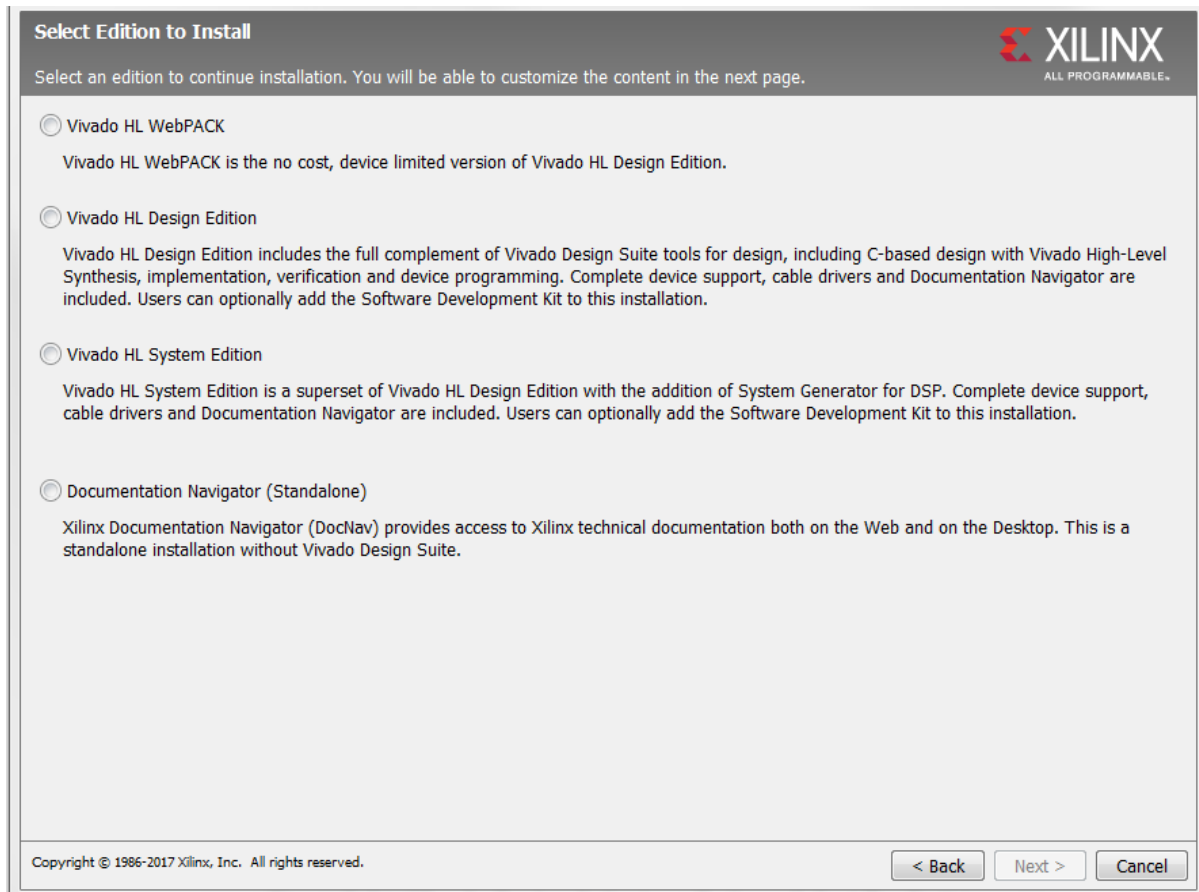 Select Edition to Install
Select an edition to continue installation. You will be able to customize the content in the next page.
XILINX
ALL PROGRAMMABLE™
Vivado HL WebPACK
Vivado HL WebPACK is the no cost, device limited version of Vivado HL Design Edition.
Vivado HL Design Edition
Vivado HL Design Edition includes the full complement of Vivado Design Suite tools for design, including C-based design with Vivado High-Level
Synthesis, implementation, verification and device programming. Complete device support, cable drivers and Documentation Navigator are
included. Users can optionally add the Software Development Kit to this installation.
Vivado HL System Edition
Vivado HL System Edition is a superset of Vivado HL Design Edition with the addition of System Generator for DSP. Complete device support,
cable drivers and Documentation Navigator are included. Users can optionally add the Software Development Kit to this installation.
Documentation Navigator (Standalone)
Xilinx Documentation Navigator (DocNav) provides access to Xilinx technical documentation both on the Web and on the Desktop. This is a
standalone installation without Vivado Design Suite.
Copyright © 1986-2017 Xilinx, Inc. All rights reserved.
< Back
Next >
Cancel